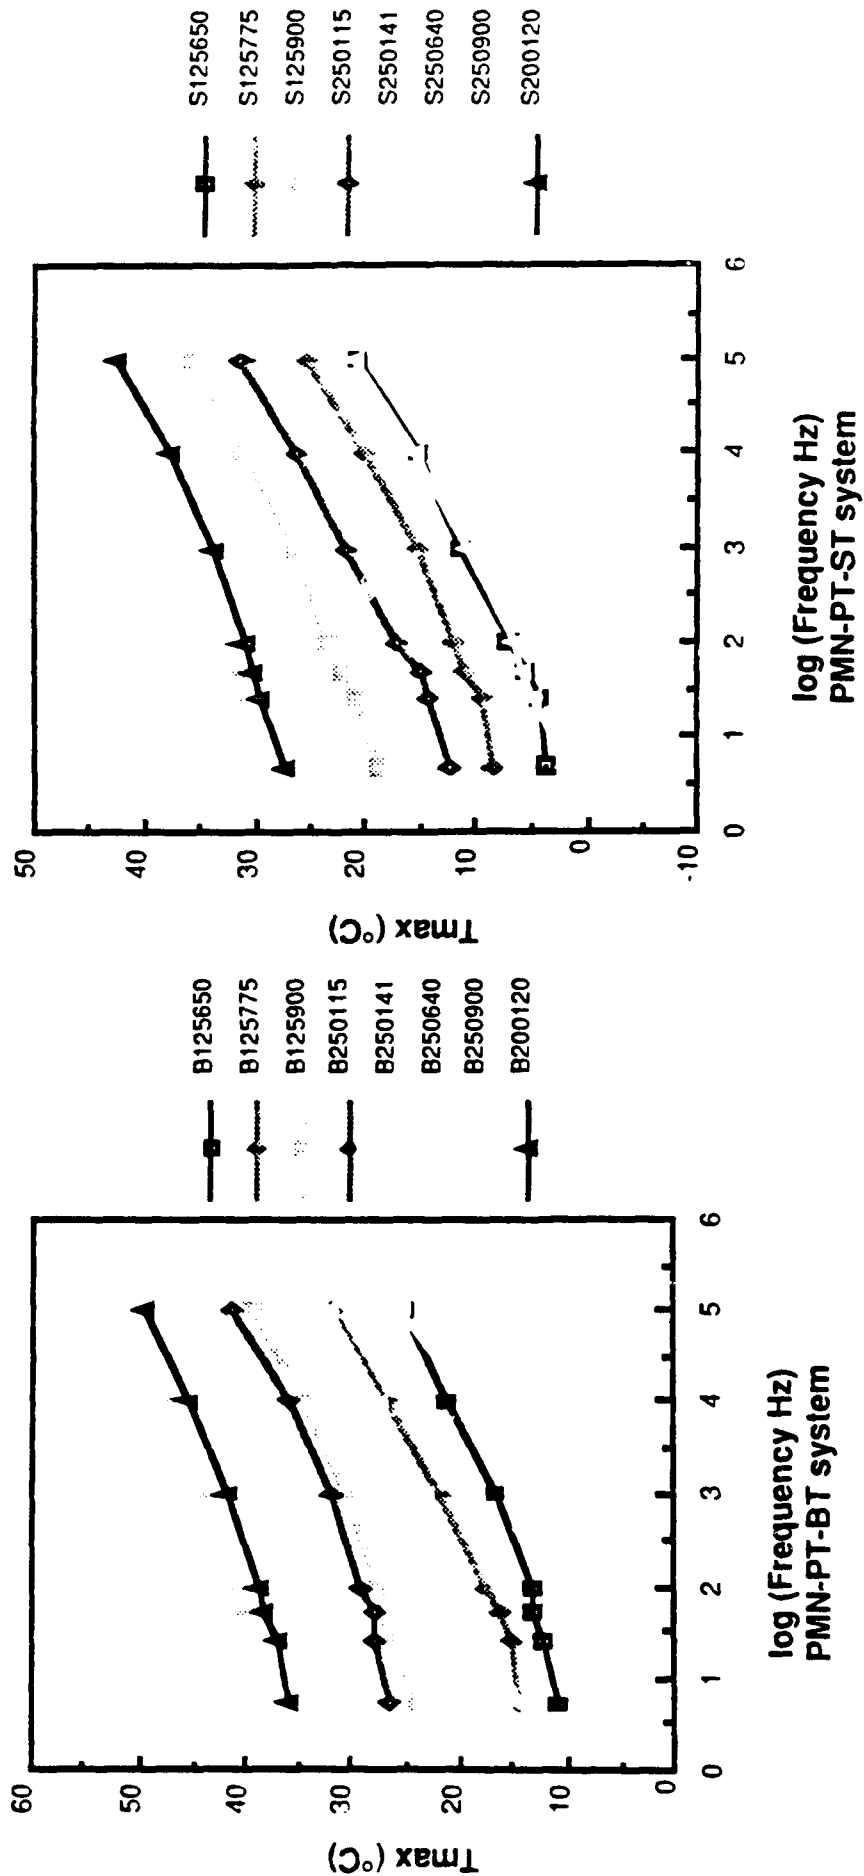 60
50
40
30
20
10
0
Tmax (°C)
0
1
2
3
4
5
6
log (Frequency Hz)
PMN-PT-BT system
B125650
B125775
B125900
B250115
B250141
B250640
B250900
B200120
50
40
30
20
10
0
-10
Tmax (°C)
0
1
2
3
4
5
6
log (Frequency Hz)
PMN-PT-ST system
S125650
S125775
S125900
S250115
S250141
S250640
S250900
S200120